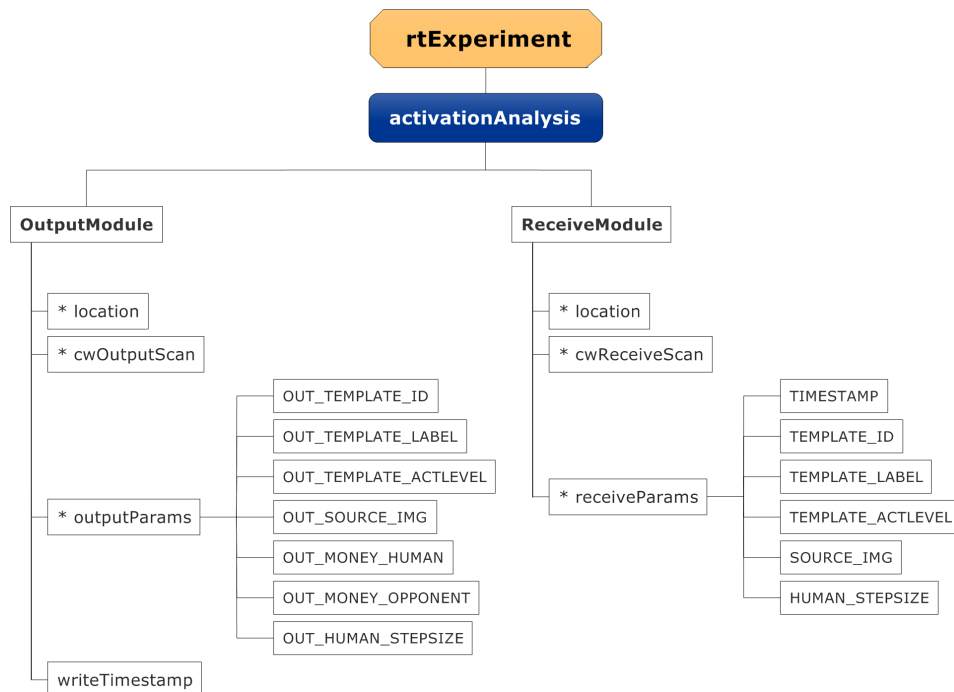 rtExperiment
activationAnalysis
OutputModule
* location
* cwOutputScan
* outputParams
OUT_TEMPLATE_ID
OUT_TEMPLATE_LABEL
OUT_TEMPLATE_ACTLEVEL
OUT_SOURCE_IMG
OUT_MONEY_HUMAN
OUT_MONEY_OPPONENT
OUT_HUMAN_STEPSIZE
writeTimestamp
ReceiveModule
* location
* cwReceiveScan
* receiveParams
TIMESTAMP
TEMPLATE_ID
TEMPLATE_LABEL
TEMPLATE_ACTLEVEL
SOURCE_IMG
HUMAN_STEPSIZE